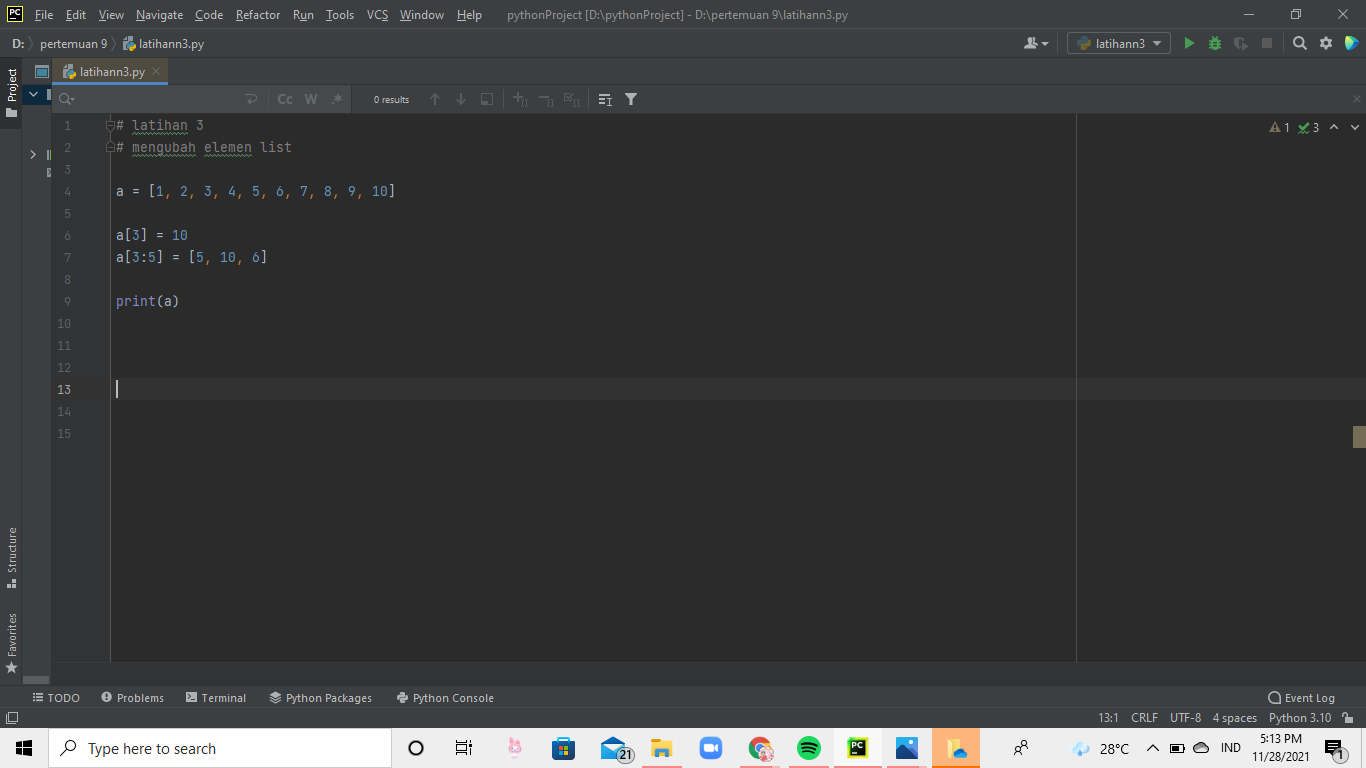 PC File Edit View Navigate Code Refactor Run Tools VCS Window Help pythonProject [D:\pythonProject] - D:\pertemuan 9\latihann3.py
D: pertemuan 9 latihann3.py latihann3
Project
latihann3.py
Cc W .* 0 results
1 # latihan 3
2 # mengubah elemen list
3
4 a = [1, 2, 3, 4, 5, 6, 7, 8, 9, 10]
5
6 a[3] = 10
7 a[3:5] = [5, 10, 6]
8
9 print(a)
10
11
12
13
14
15
1 3
Structure
Favorites
TODO Problems Terminal Python Packages Python Console Event Log
13:1 CRLF UTF-8 4 spaces Python 3.10
Type here to search 21 PC 28°C IND 5:13 PM 1
11/28/2021